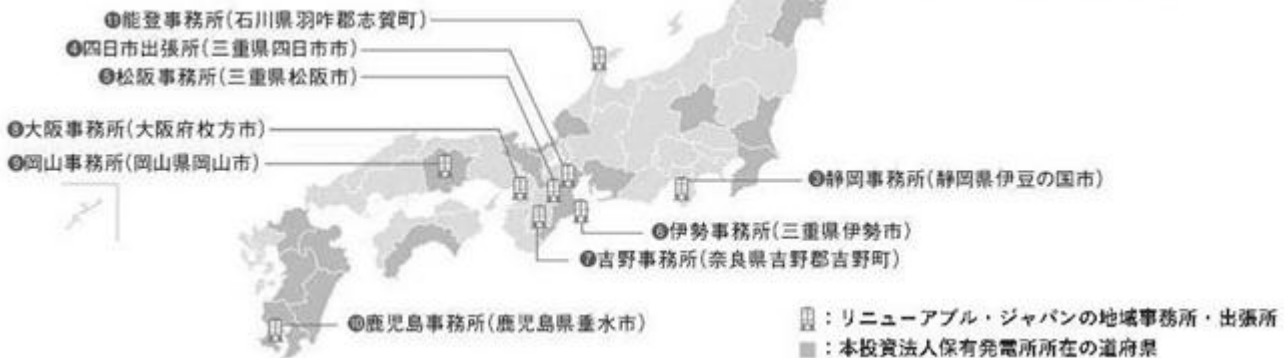 ⑪能登事務所(石川県羽咋郡志賀町)
④四日市出張所(三重県四日市市)
⑤松阪事務所(三重県松阪市)
⑧大阪事務所(大阪府枚方市)
⑨岡山事務所(岡山県岡山市)
③静岡事務所(静岡県伊豆の国市)
⑥伊勢事務所(三重県伊勢市)
⑦吉野事務所(奈良県吉野郡吉野町)
⑩鹿児島事務所(鹿児島県垂水市)
：リニューアブル・ジャパンの地域事務所・出張所
：本投資法人保有発電所所在の道府県